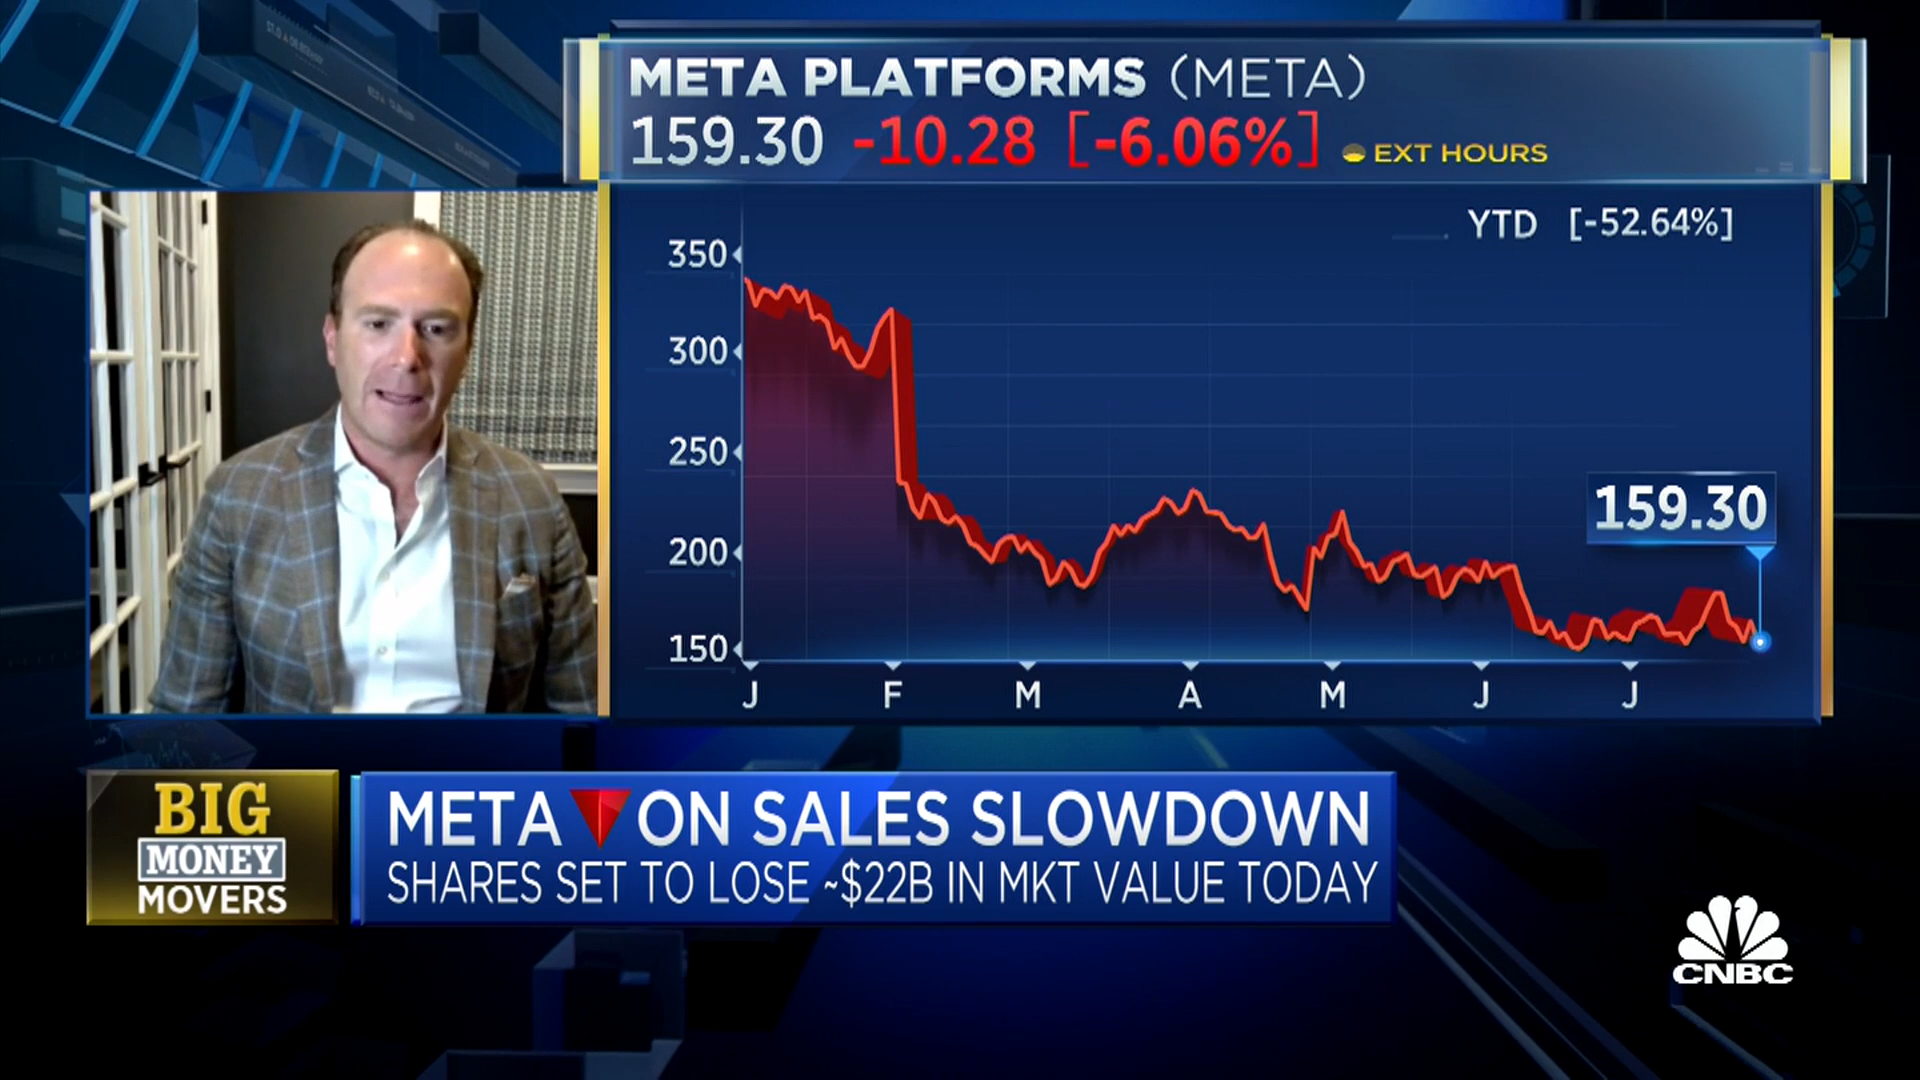 META PLATFORMS (META)
159.30 -10.28 [-6.06%] EXT HOURS
YTD [-52.64%]
350
300
250
200
150
159.30
J F M A M J J
BIG
MONEY
MOVERS
META ON SALES SLOWDOWN
SHARES SET TO LOSE ~$22B IN MKT VALUE TODAY
CNBC